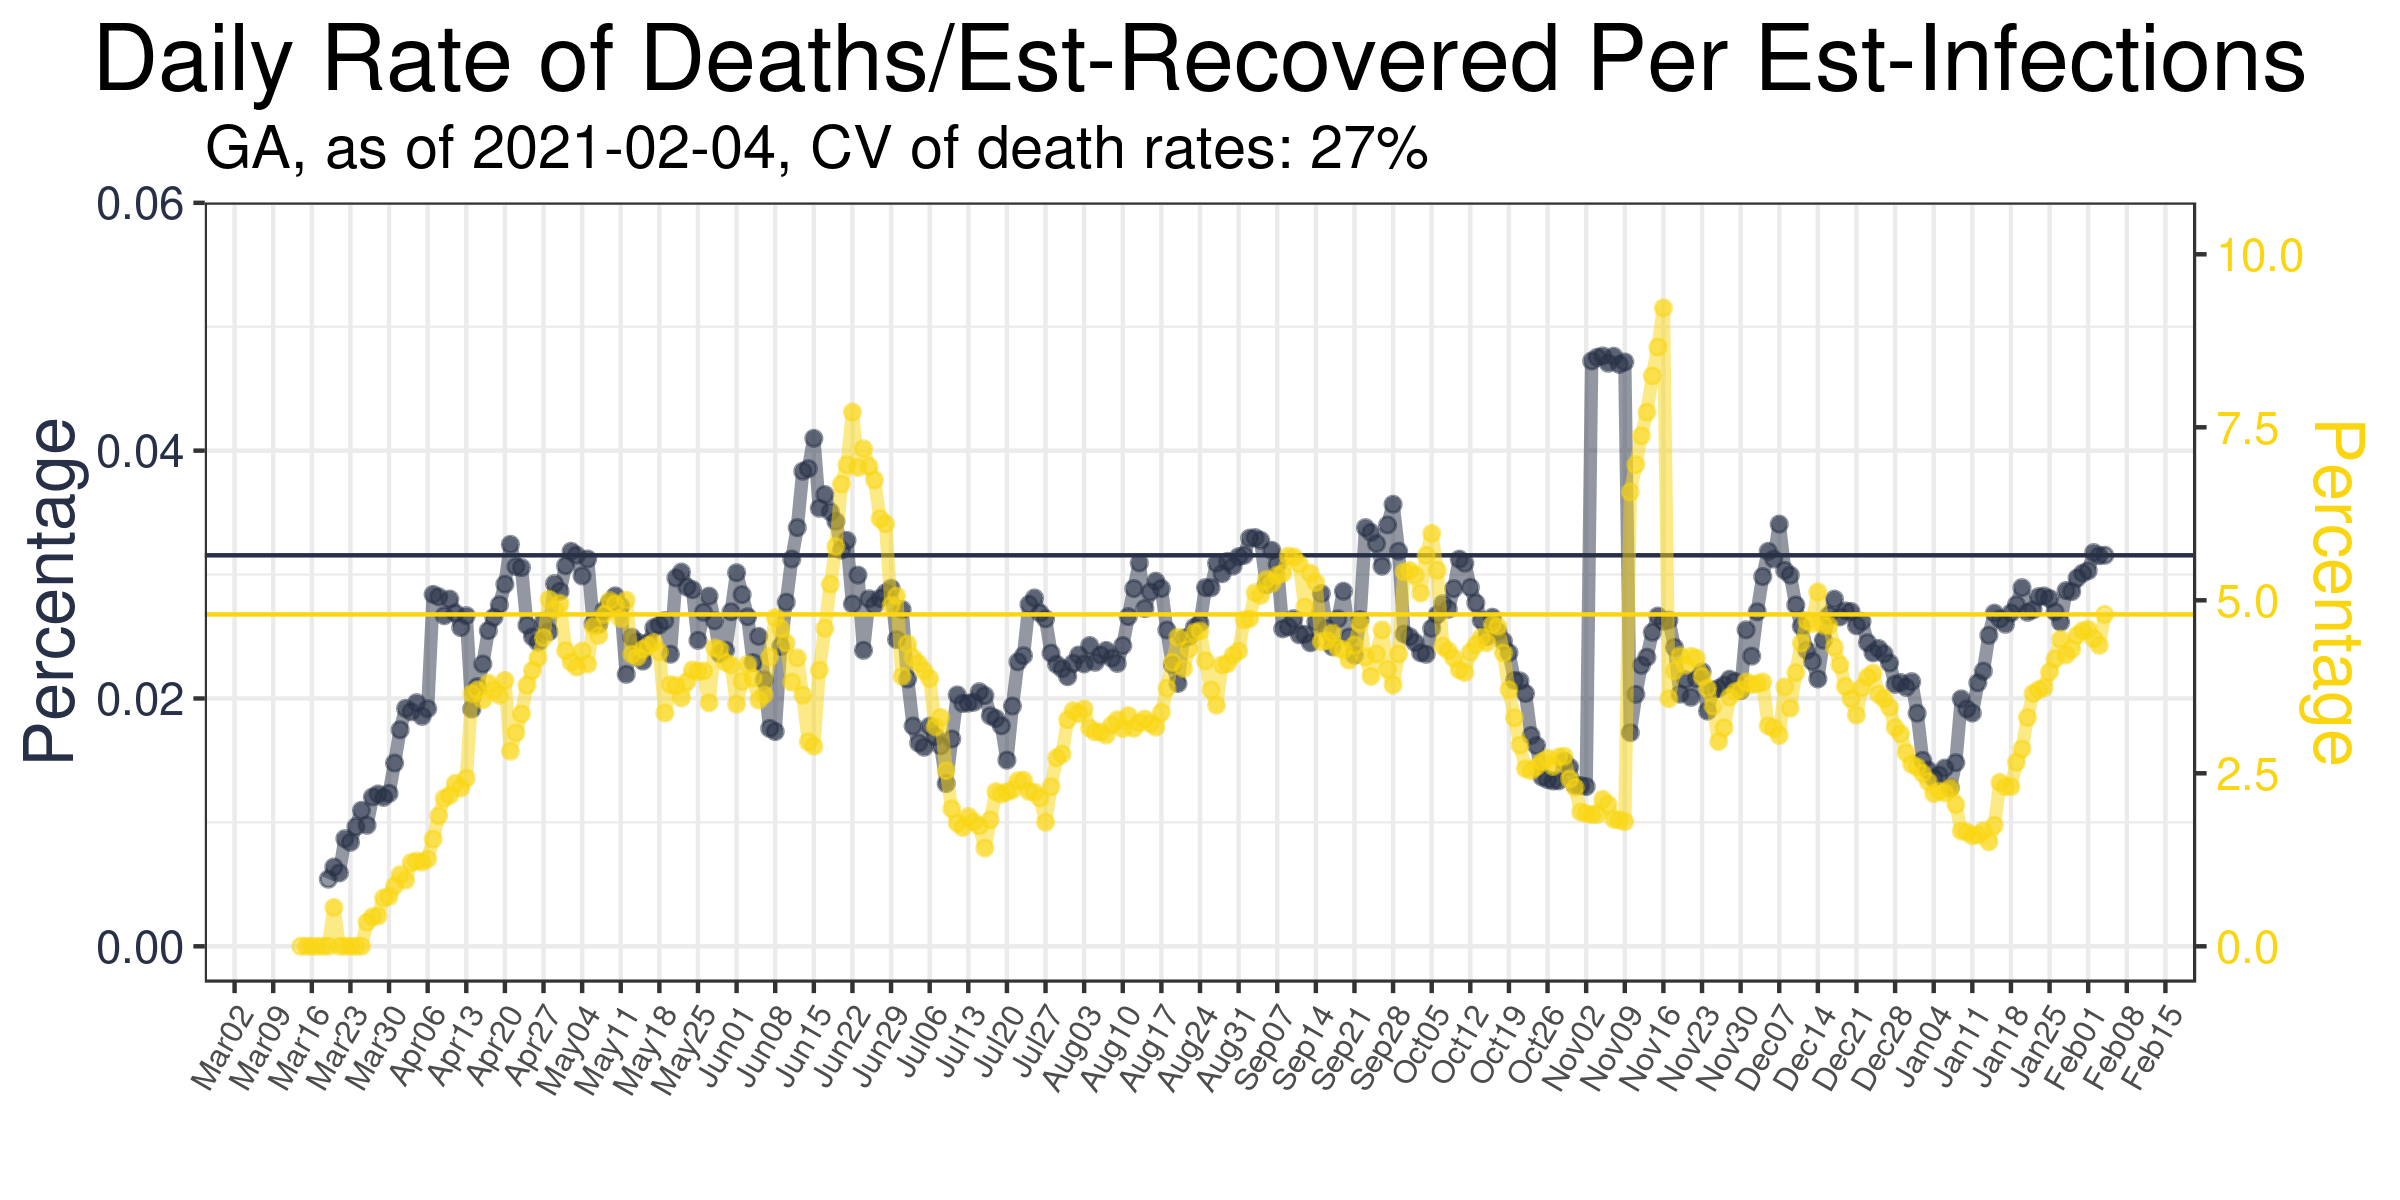 Daily Rate of Deaths/Est-Recovered Per Est-Infections
GA, as of 2021-02-04, CV of death rates: 27%
Percentage
0.06
0.04
0.02
0.00
10.0
7.5
5.0
2.5
0.0
Percentage
Mar02
Mar09
Mar16
Mar23
Mar30
Apr06
Apr13
Apr20
Apr27
May04
May11
May18
May25
Jun01
Jun08
Jun15
Jun22
Jun29
Jul06
Jul13
Jul20
Jul27
Aug03
Aug10
Aug17
Aug24
Aug31
Sep07
Sep14
Sep21
Sep28
Oct05
Oct12
Oct19
Oct26
Nov02
Nov09
Nov16
Nov23
Nov30
Dec07
Dec14
Dec21
Dec28
Jan04
Jan11
Jan18
Jan25
Feb01
Feb08
Feb15